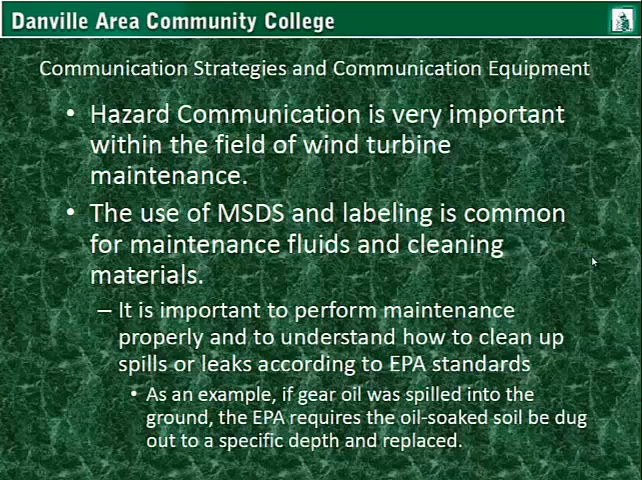 Danville Area Community College
Communication Strategies and Communication Equipment
• Hazard Communication is very important
within the field of wind turbine
maintenance.
• The use of MSDS and labeling is common
for maintenance fluids and cleaning
materials.
– It is important to perform maintenance
properly and to understand how to clean up
spills or leaks according to EPA standards
• As an example, if gear oil was spilled into the
ground, the EPA requires the oil-soaked soil be dug
out to a specific depth and replaced.